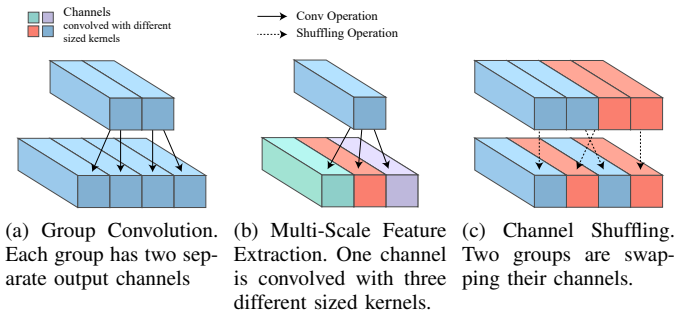 Channels
convolved with different
sized kernels
Conv Operation
Shuffling Operation
(a) Group Convolution.
Each group has two sep-
arate output channels
(b) Multi-Scale Feature
Extraction. One channel
is convolved with three
different sized kernels.
(c) Channel Shuffling.
Two groups are swap-
ping their channels.